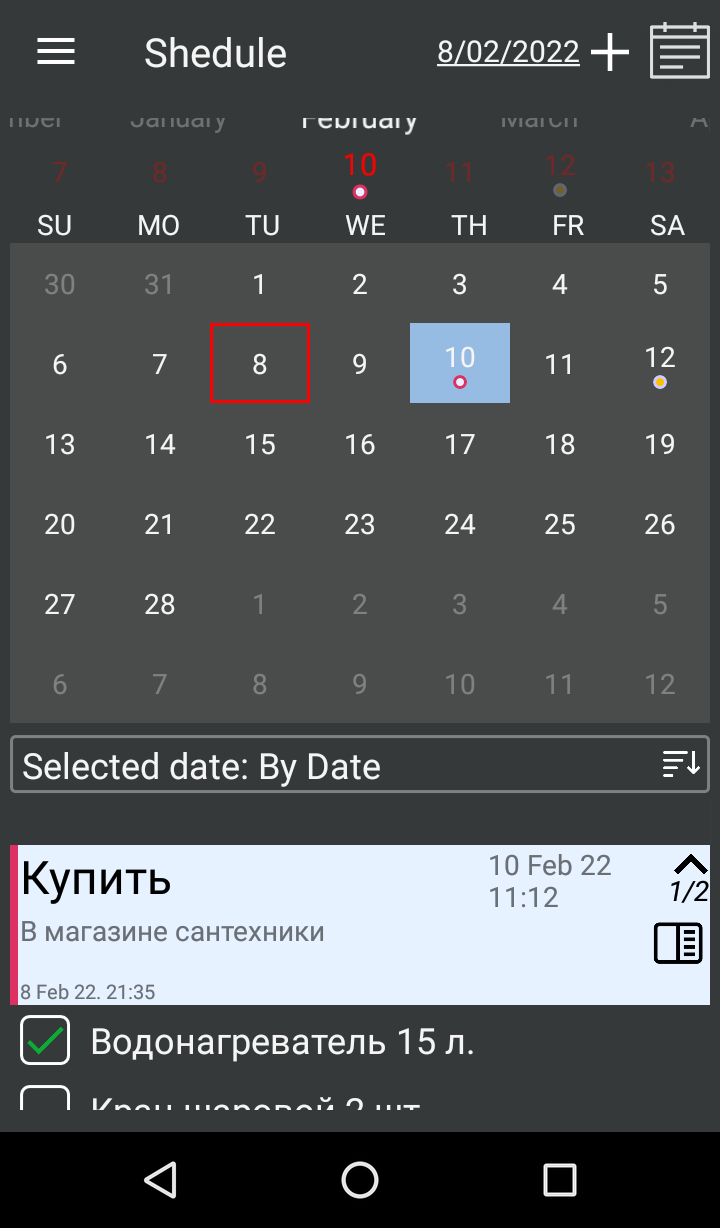 Shedule 8/02/2022
January February March
7 8 9 10 11 12 13
SU MO TU WE TH FR SA
30 31 1 2 3 4 5
6 7 8 9 10 11 12
13 14 15 16 17 18 19
20 21 22 23 24 25 26
27 28 1 2 3 4 5
6 7 8 9 10 11 12
Selected date: By Date
Купить 10 Feb 22
11:12 1/2
В магазине сантехники
8 Feb 22. 21:35
Водонагреватель 15 л.
Кран шаровой 2 шт